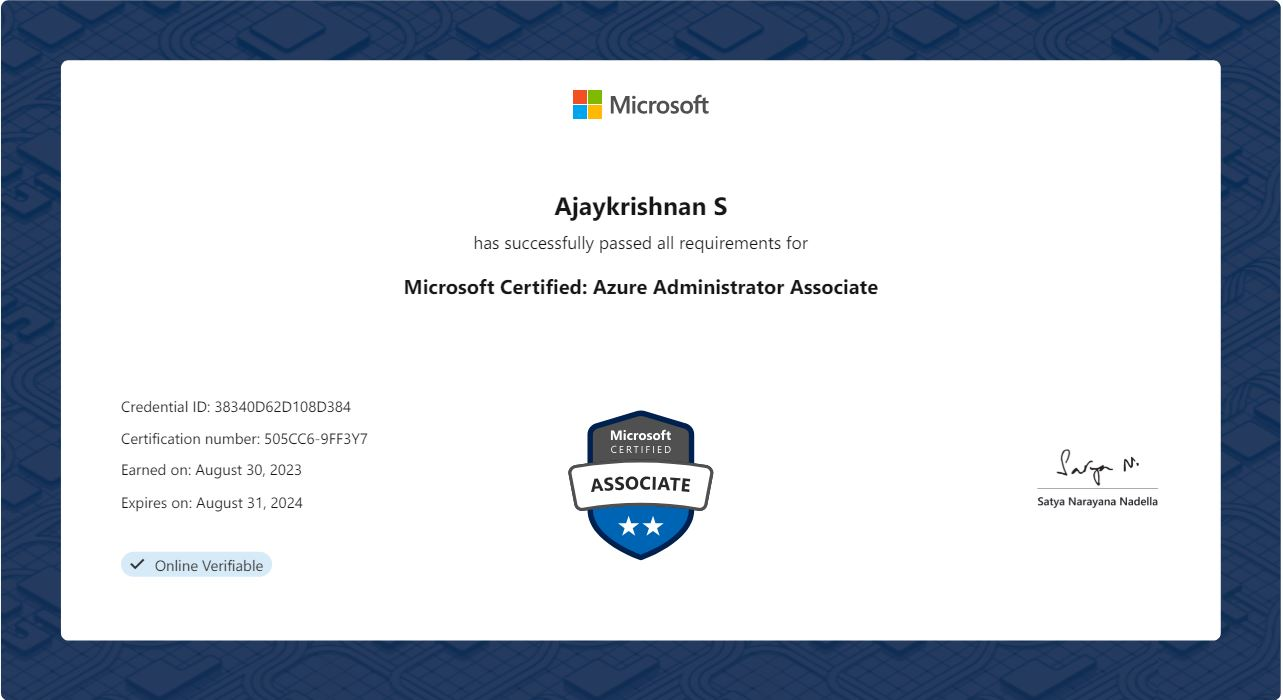 Microsoft
Ajaykrishnan S
has successfully passed all requirements for
Microsoft Certified: Azure Administrator Associate
Credential ID: 38340D62D108D384
Certification number: 505CC6-9FF3Y7
Earned on: August 30, 2023
Expires on: August 31, 2024
Online Verifiable
Microsoft
CERTIFIED
ASSOCIATE
Satya N.
Satya Narayana Nadella